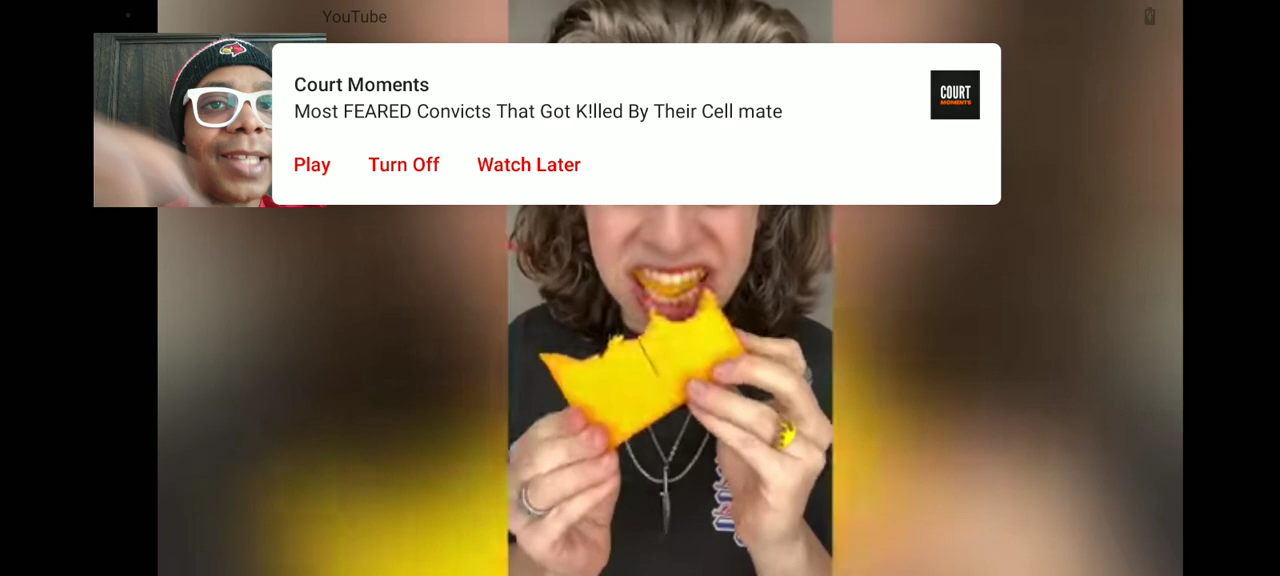 YouTube
Court Moments
Most FEARED Convicts That Got K!lled By Their Cell mate
COURT
MOMENTS
Play Turn Off Watch Later